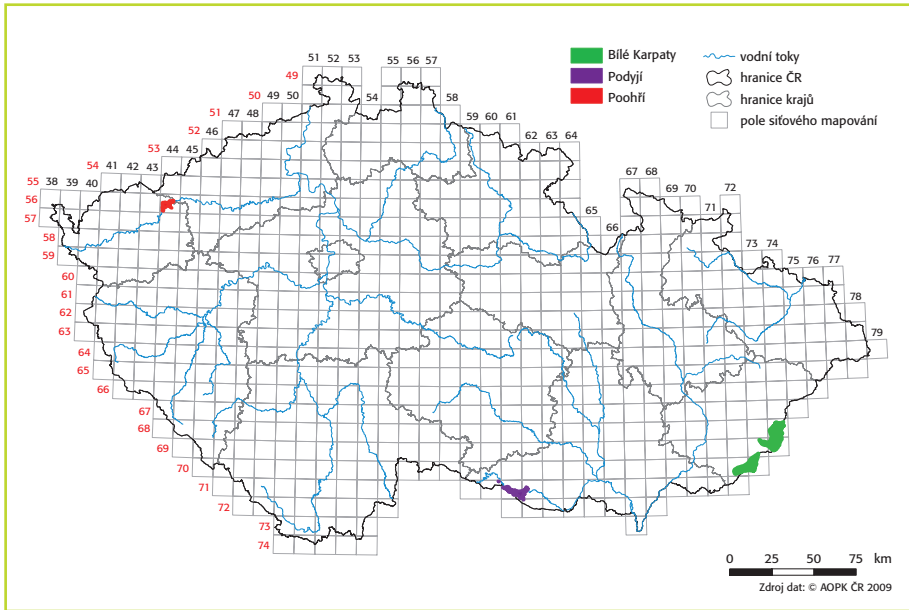 51 52 53 55 56 57
49
50 49 50 54 58
51 47 48 59 60 61
52 46 62 63 64
53 44 45
54 41 42 43 67 68
55 38 39 40 69 70 71 72
56
57 65
58 66 73 74
59 75 76 77
60
61 78
62
63 79
64
65
66
67
68
69
70
71
72
73
74
Bílé Karpaty
Podyjí
Poohří
vodní toky
hranice ČR
hranice krajů
pole síťového mapování
0 25 50 75 km
Zdroj dat: © AOPK ČR 2009